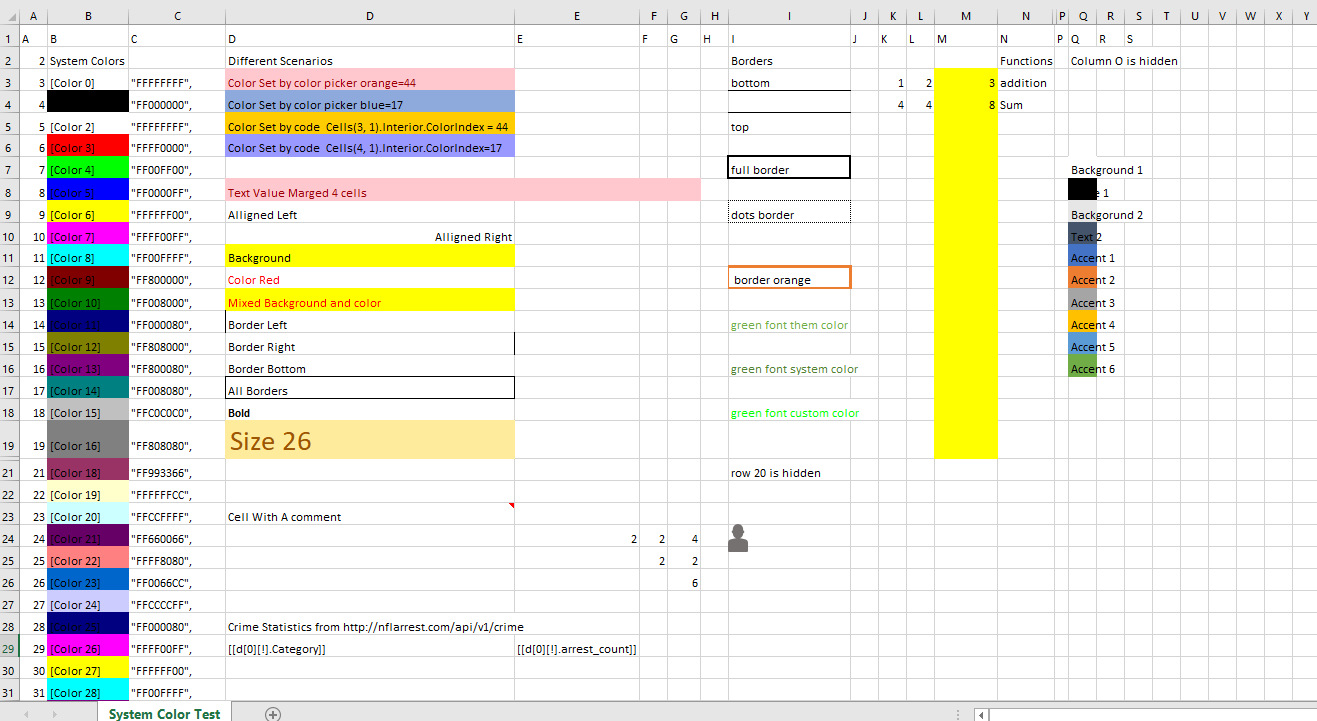 A B C D E F G H I J K L M N P Q R S T U V W X Y
1 A B C D E F G H I J K L M N P Q R S
2 2 System Colors Different Scenarios Borders Functions Column O is hidden
3 3 [Color 0] "FFFFFFFF", Color Set by color picker orange=44 bottom 1 2 3 addition
4 4 "FF000000", Color Set by color picker blue=17 4 4 8 Sum
5 5 [Color 2] "FFFFFFFF", Color Set by code Cells(3, 1).Interior.ColorIndex = 44 top
6 6 [Color 3] "FFFF0000", Color Set by code Cells(4, 1).Interior.ColorIndex=17
7 7 [Color 4] "FF00FF00", full border Background 1
8 8 [Color 5] "FF0000FF", Text Value Marged 4 cells 1
9 9 [Color 6] "FFFFFF00", Alligned Left dots border Backgorund 2
10 10 [Color 7] "FFFF00FF", Alligned Right Text 2
11 11 [Color 8] "FF00FFFF", Background Accent 1
12 12 [Color 9] "FF800000", Color Red border orange Accent 2
13 13 [Color 10] "FF008000", Mixed Background and color Accent 3
14 14 [Color 11] "FF000080", Border Left green font them color Accent 4
15 15 [Color 12] "FF808000", Border Right Accent 5
16 16 [Color 13] "FF800080", Border Bottom green font system color Accent 6
17 17 [Color 14] "FF008080", All Borders
18 18 [Color 15] "FFC0C0C0", Bold green font custom color
19 19 [Color 16] "FF808080", Size 26
21 21 [Color 18] "FF993366", row 20 is hidden
22 22 [Color 19] "FFFFFFCC",
23 23 [Color 20] "FFCCFFFF", Cell With A comment
24 24 [Color 21] "FF660066", 2 2 4
25 25 [Color 22] "FFFF8080", 2 2
26 26 [Color 23] "FF0066CC", 6
27 27 [Color 24] "FFCCCCFF",
28 28 [Color 25] "FF000080", Crime Statistics from http://nflarrest.com/api/v1/crime
29 29 [Color 26] "FFFF00FF", [[d[0][!].Category]] [[d[0][!].arrest_count]]
30 30 [Color 27] "FFFFFF00",
31 31 [Color 28] "FF00FFFF",
System Color Test